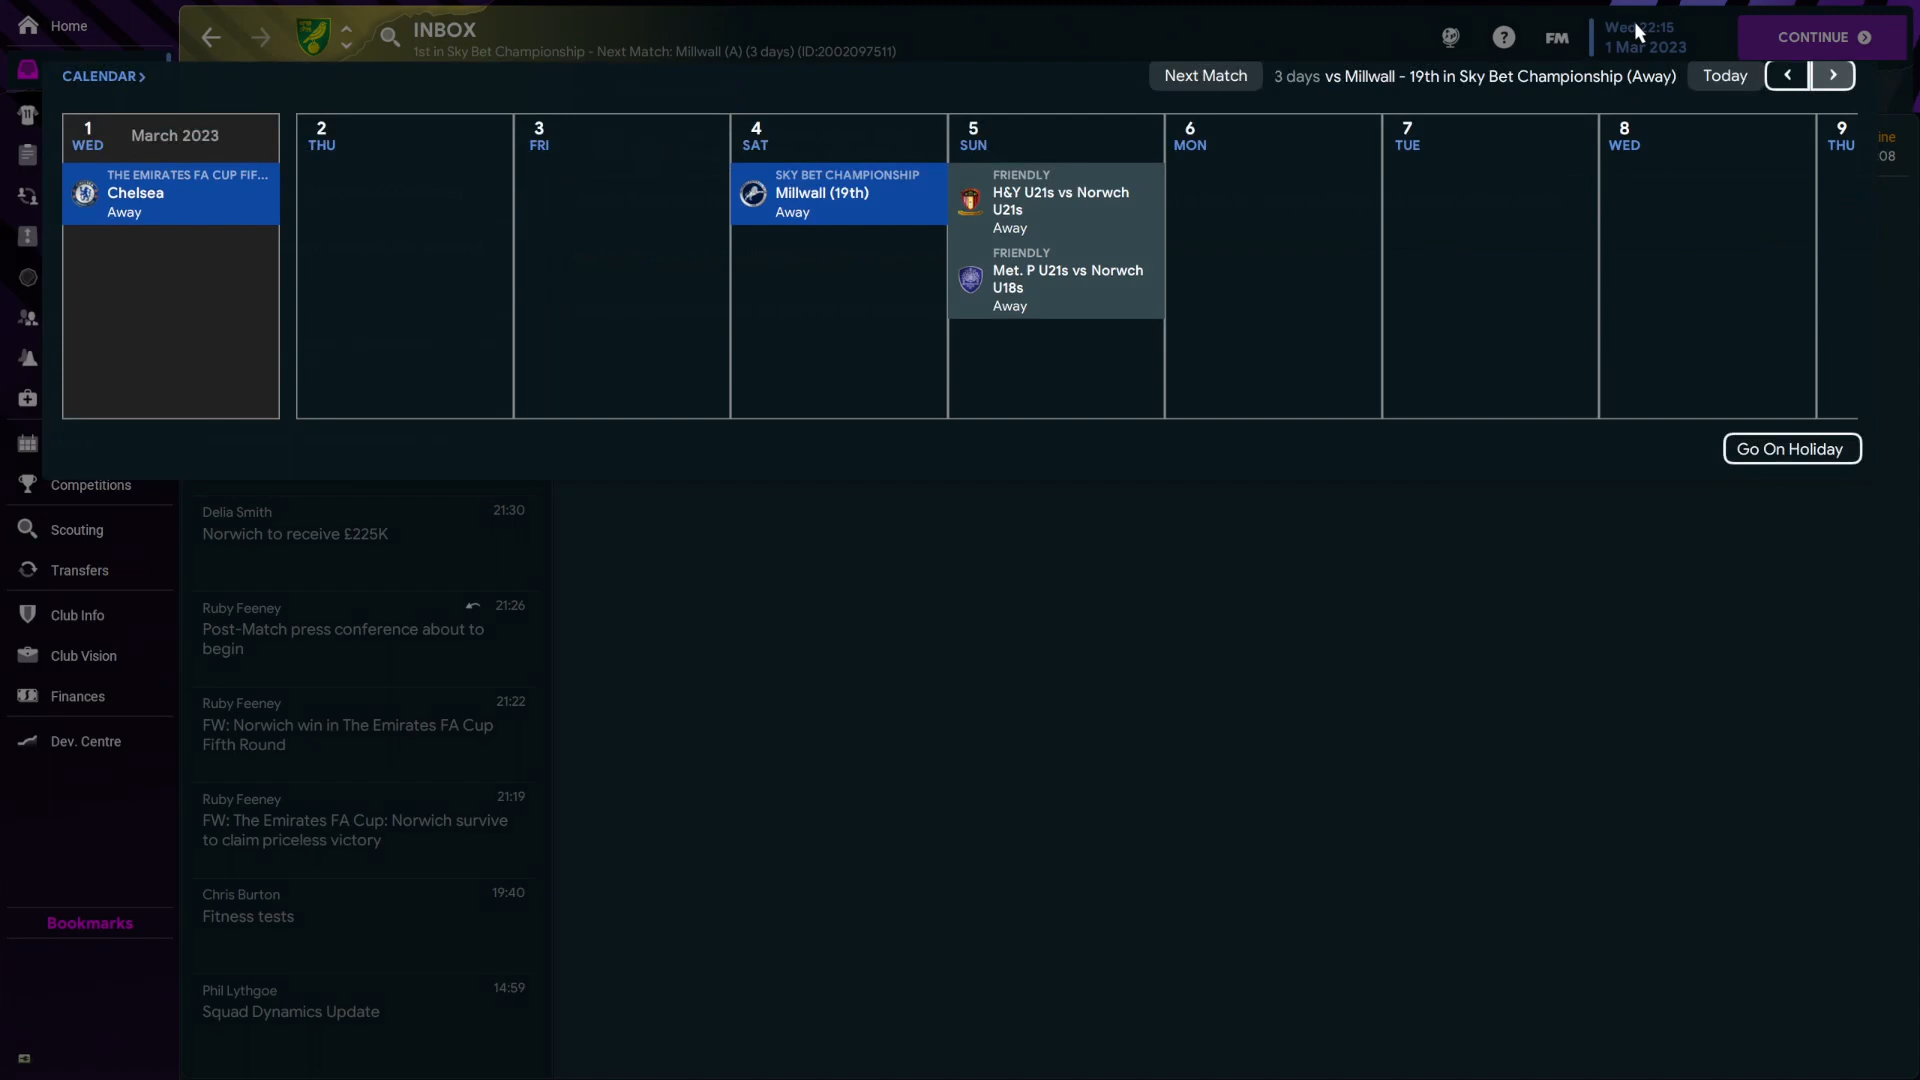 Home
INBOX
1st in Sky Bet Championship - Next Match: Millwall (A) (3 days) (ID:2002097511)
FM
Wed 22:15
1 Mar 2023
CONTINUE
CALENDAR
Next Match
3 days vs Millwall - 19th in Sky Bet Championship (Away)
Today
1
WED
March 2023
2
THU
3
FRI
4
SAT
5
SUN
6
MON
7
TUE
8
WED
9
THU
ine
08
THE EMIRATES FA CUP FIF...
Chelsea
Away
SKY BET CHAMPIONSHIP
Millwall (19th)
Away
FRIENDLY
H&Y U21s vs Norwch
U21s
Away
FRIENDLY
Met. P U21s vs Norwch
U18s
Away
Go On Holiday
Competitions
Scouting
Transfers
Club Info
Club Vision
Finances
Dev. Centre
Bookmarks
Delia Smith
21:30
Norwich to receive £225K
Ruby Feeney
21:26
Post-Match press conference about to
begin
Ruby Feeney
21:22
FW: Norwich win in The Emirates FA Cup
Fifth Round
Ruby Feeney
21:19
FW: The Emirates FA Cup: Norwich survive
to claim priceless victory
Chris Burton
19:40
Fitness tests
Phil Lythgoe
14:59
Squad Dynamics Update